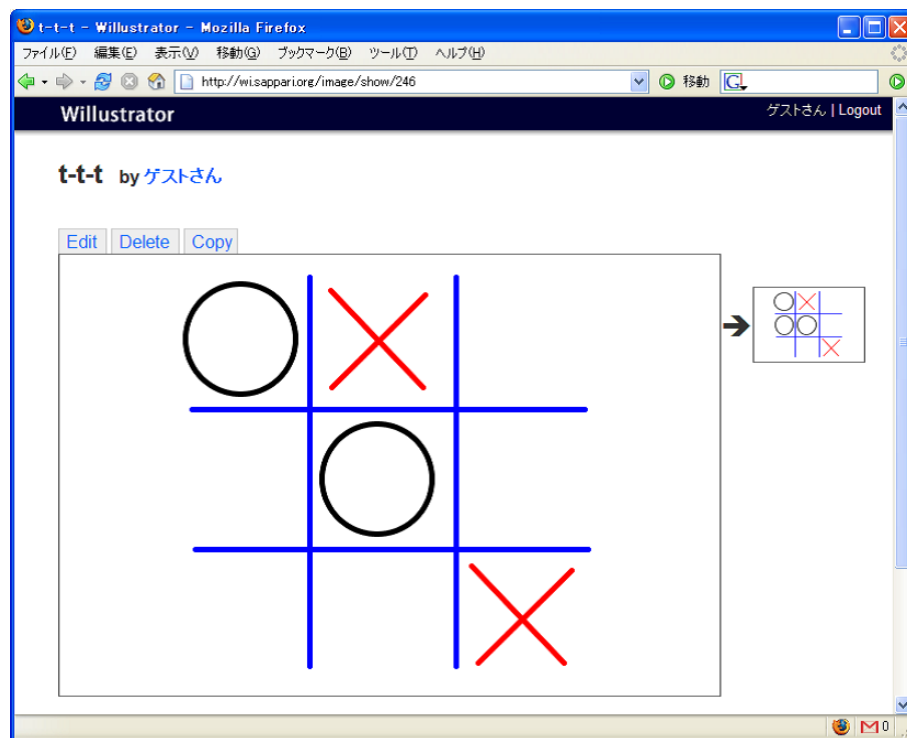 t-t-t - Willustrator - Mozilla Firefox
ファイル(F) 編集(E) 表示(V) 移動(G) ブックマーク(B) ツール(T) ヘルプ(H)
http://wi.sappari.org/image/show/246 移動 G
Willustrator ゲストさん | Logout
t-t-t by ゲストさん
Edit Delete Copy
0